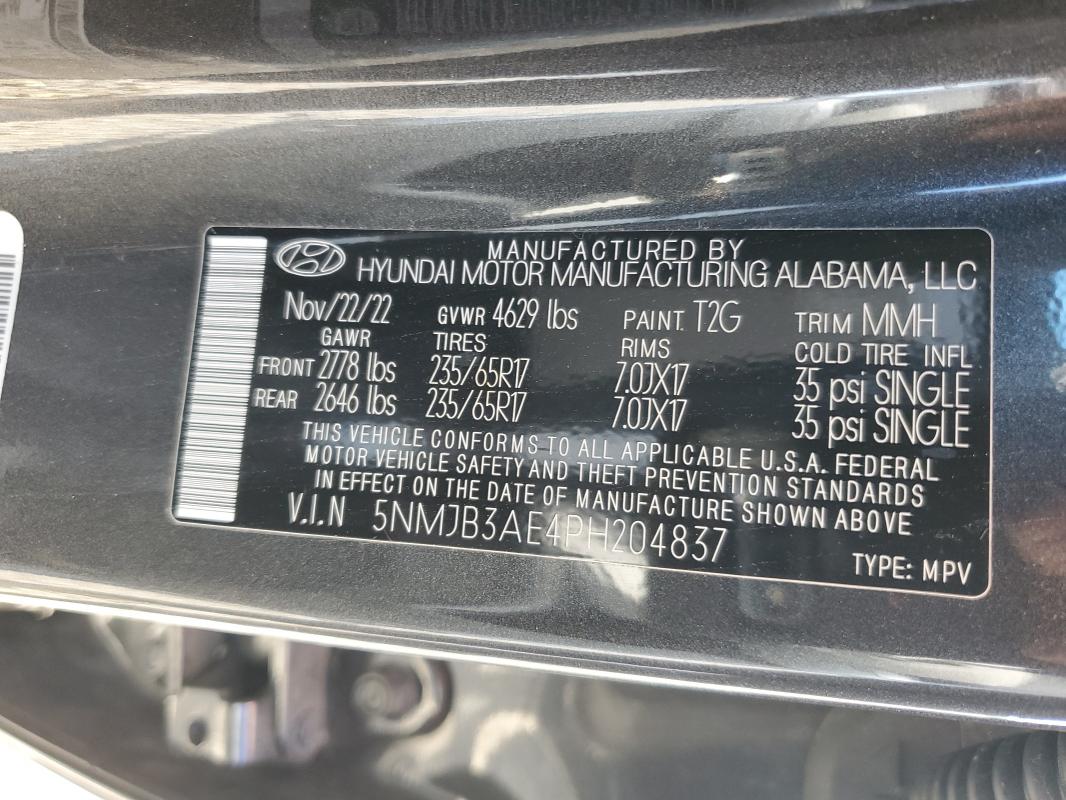 MANUFACTURED BY
HYUNDAI MOTOR MANUFACTURING ALABAMA, LLC
Nov/22/22 GVWR 4629 lbs PAINT T2G TRIM MMH
GAWR TIRES RIMS COLD TIRE INFL
FRONT 2778 lbs 235/65R17 7.0JX17 35 psi SINGLE
REAR 2646 lbs 235/65R17 7.0JX17 35 psi SINGLE
THIS VEHICLE CONFORMS TO ALL APPLICABLE U.S.A. FEDERAL
MOTOR VEHICLE SAFETY AND THEFT PREVENTION STANDARDS
IN EFFECT ON THE DATE OF MANUFACTURE SHOWN ABOVE
V.I.N 5NMJB3AE4PH204837
TYPE: MPV